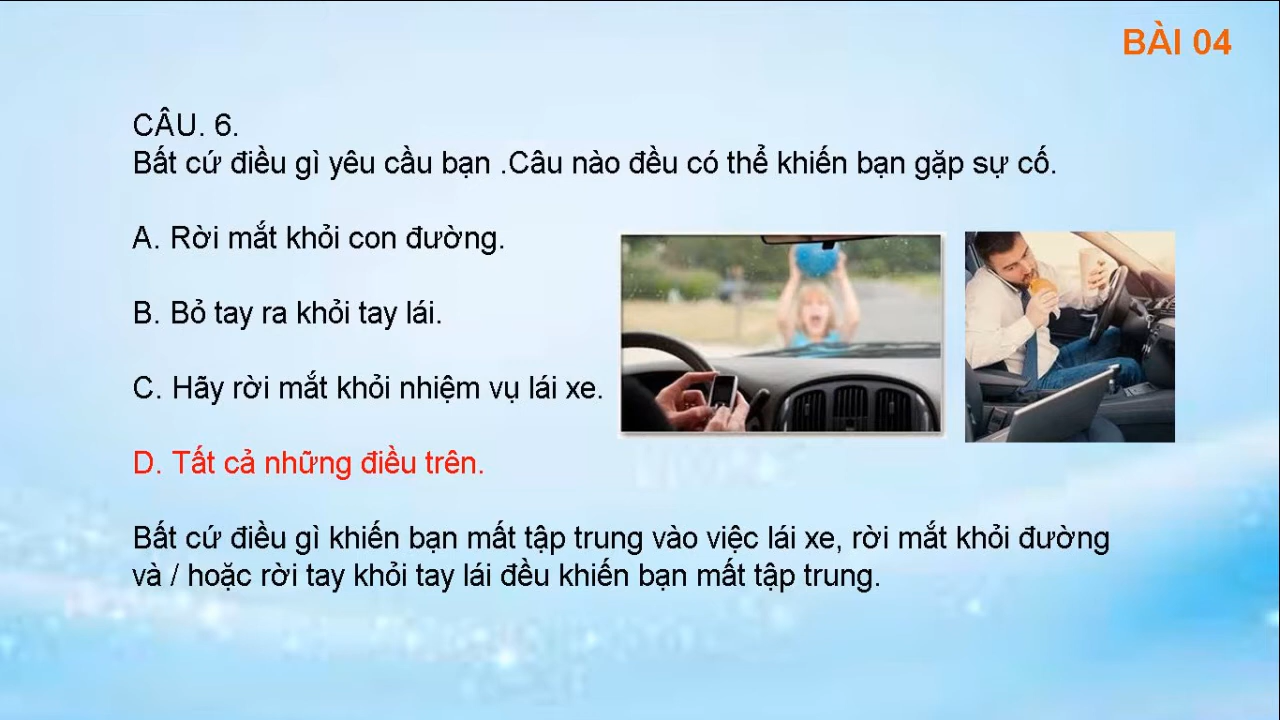 BÀI 04
CÂU. 6.
Bất cứ điều gì yêu cầu bạn .Câu nào đều có thể khiến bạn gặp sự cố.
A. Rời mắt khỏi con đường.
B. Bỏ tay ra khỏi tay lái.
C. Hãy rời mắt khỏi nhiệm vụ lái xe.
D. Tất cả những điều trên.
Bất cứ điều gì khiến bạn mất tập trung vào việc lái xe, rời mắt khỏi đường
và / hoặc rời tay khỏi tay lái đều khiến bạn mất tập trung.